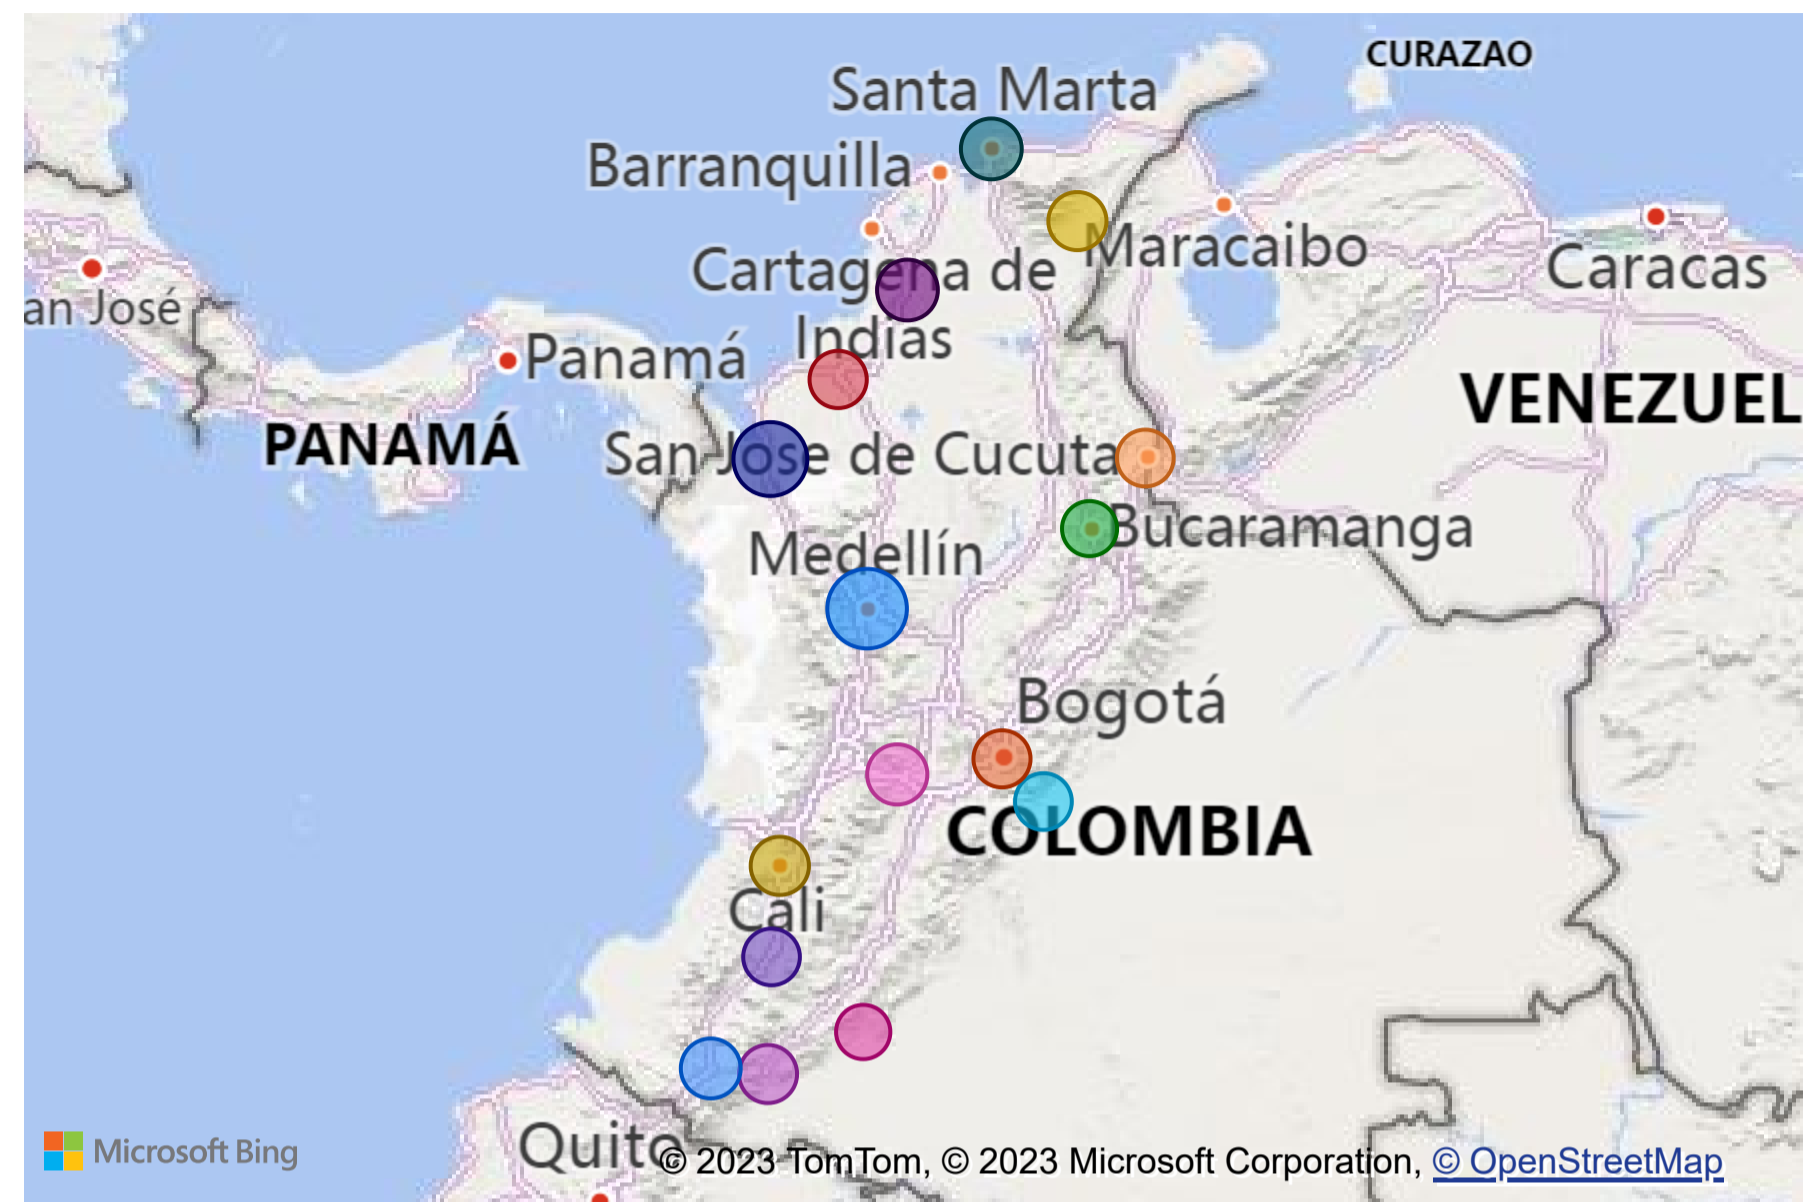 CURAZAO
Santa Marta
Barranquilla
Maracaibo
Caracas
Cartagena de
Indias
an José
Panamá
PANAMÁ
VENEZUEL
San Jose de Cucuta
Bucaramanga
Medellín
Bogotá
COLOMBIA
Cali
Quito
Microsoft Bing
© 2023 TomTom, © 2023 Microsoft Corporation, © OpenStreetMap